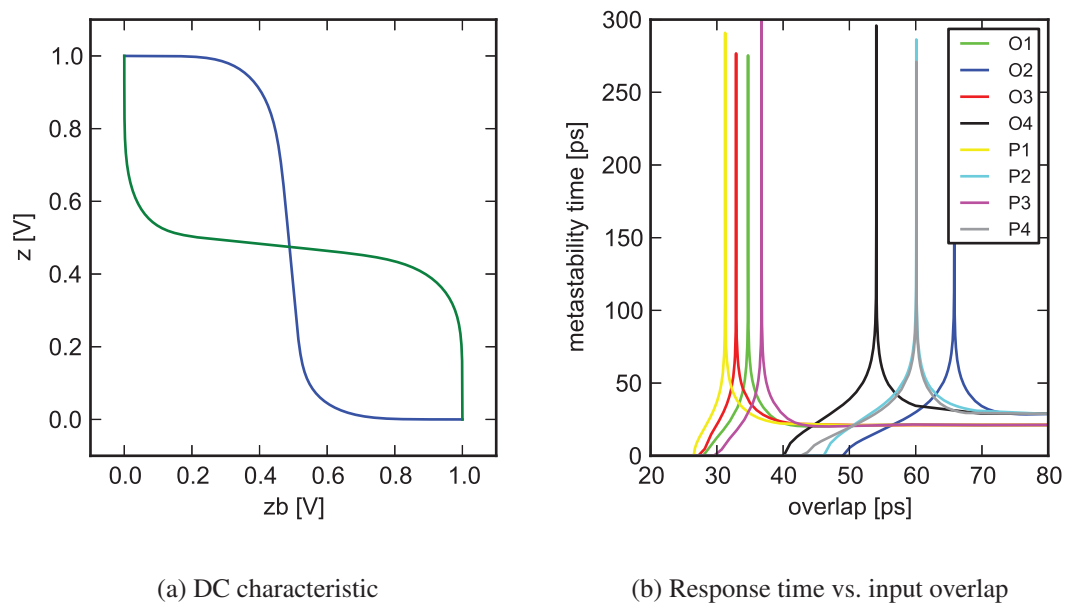 1.0
0.8
0.6
0.4
0.2
0.0
z [V]
0.0 0.2 0.4 0.6 0.8 1.0
zb [V]
300
250
200
150
100
50
0
metastability time [ps]
20 30 40 50 60 70 80
overlap [ps]
O1
O2
O3
O4
P1
P2
P3
P4
(a) DC characteristic
(b) Response time vs. input overlap